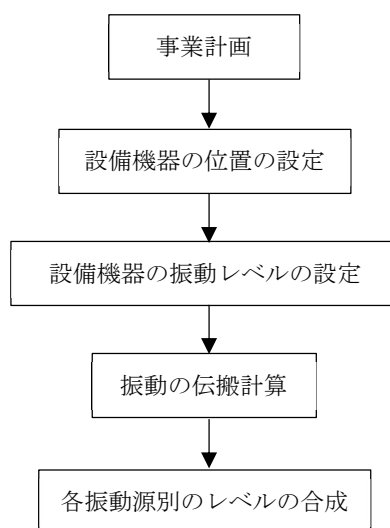 事業計画
設備機器の位置の設定
設備機器の振動レベルの設定
振動の伝搬計算
各振動源別のレベルの合成